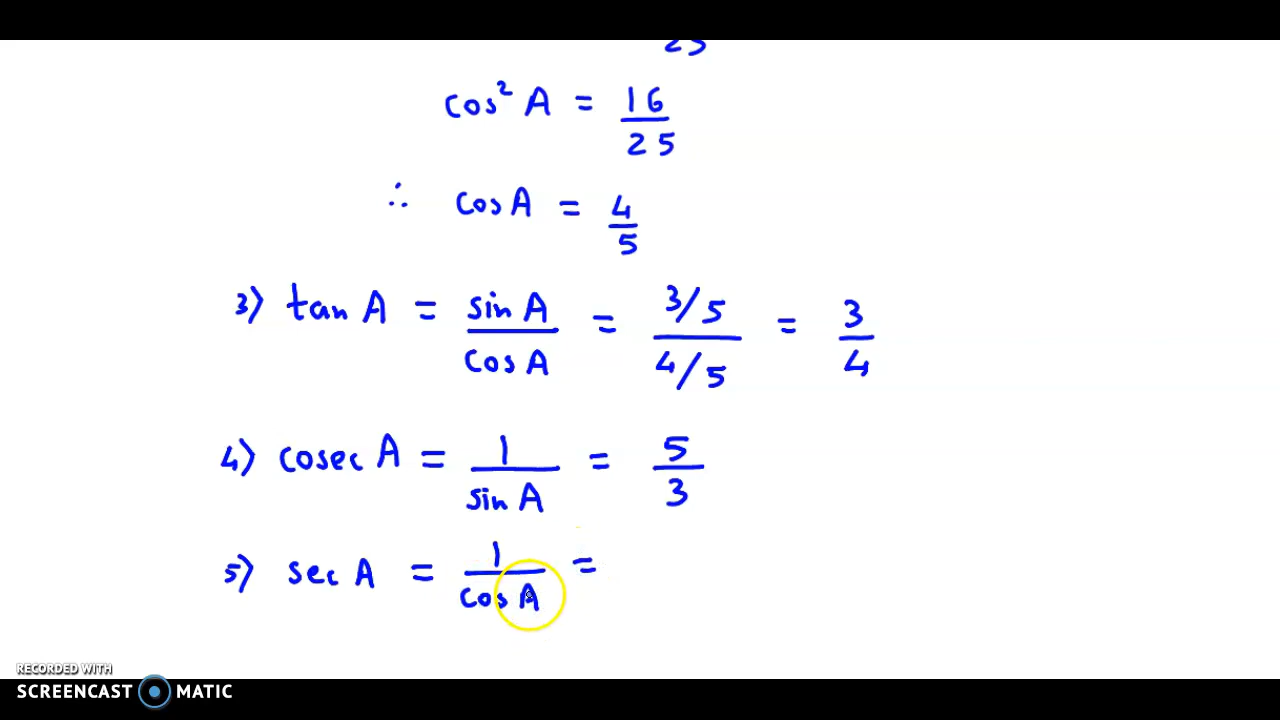 25
cos² A = 16/25
∴ cos A = 4/5
3) tan A = sin A/cos A = 3/5/4/5 = 3/4
4) cosec A = 1/sin A = 5/3
5) sec A = 1/cos A =
RECORDED WITH
SCREENCAST MATIC